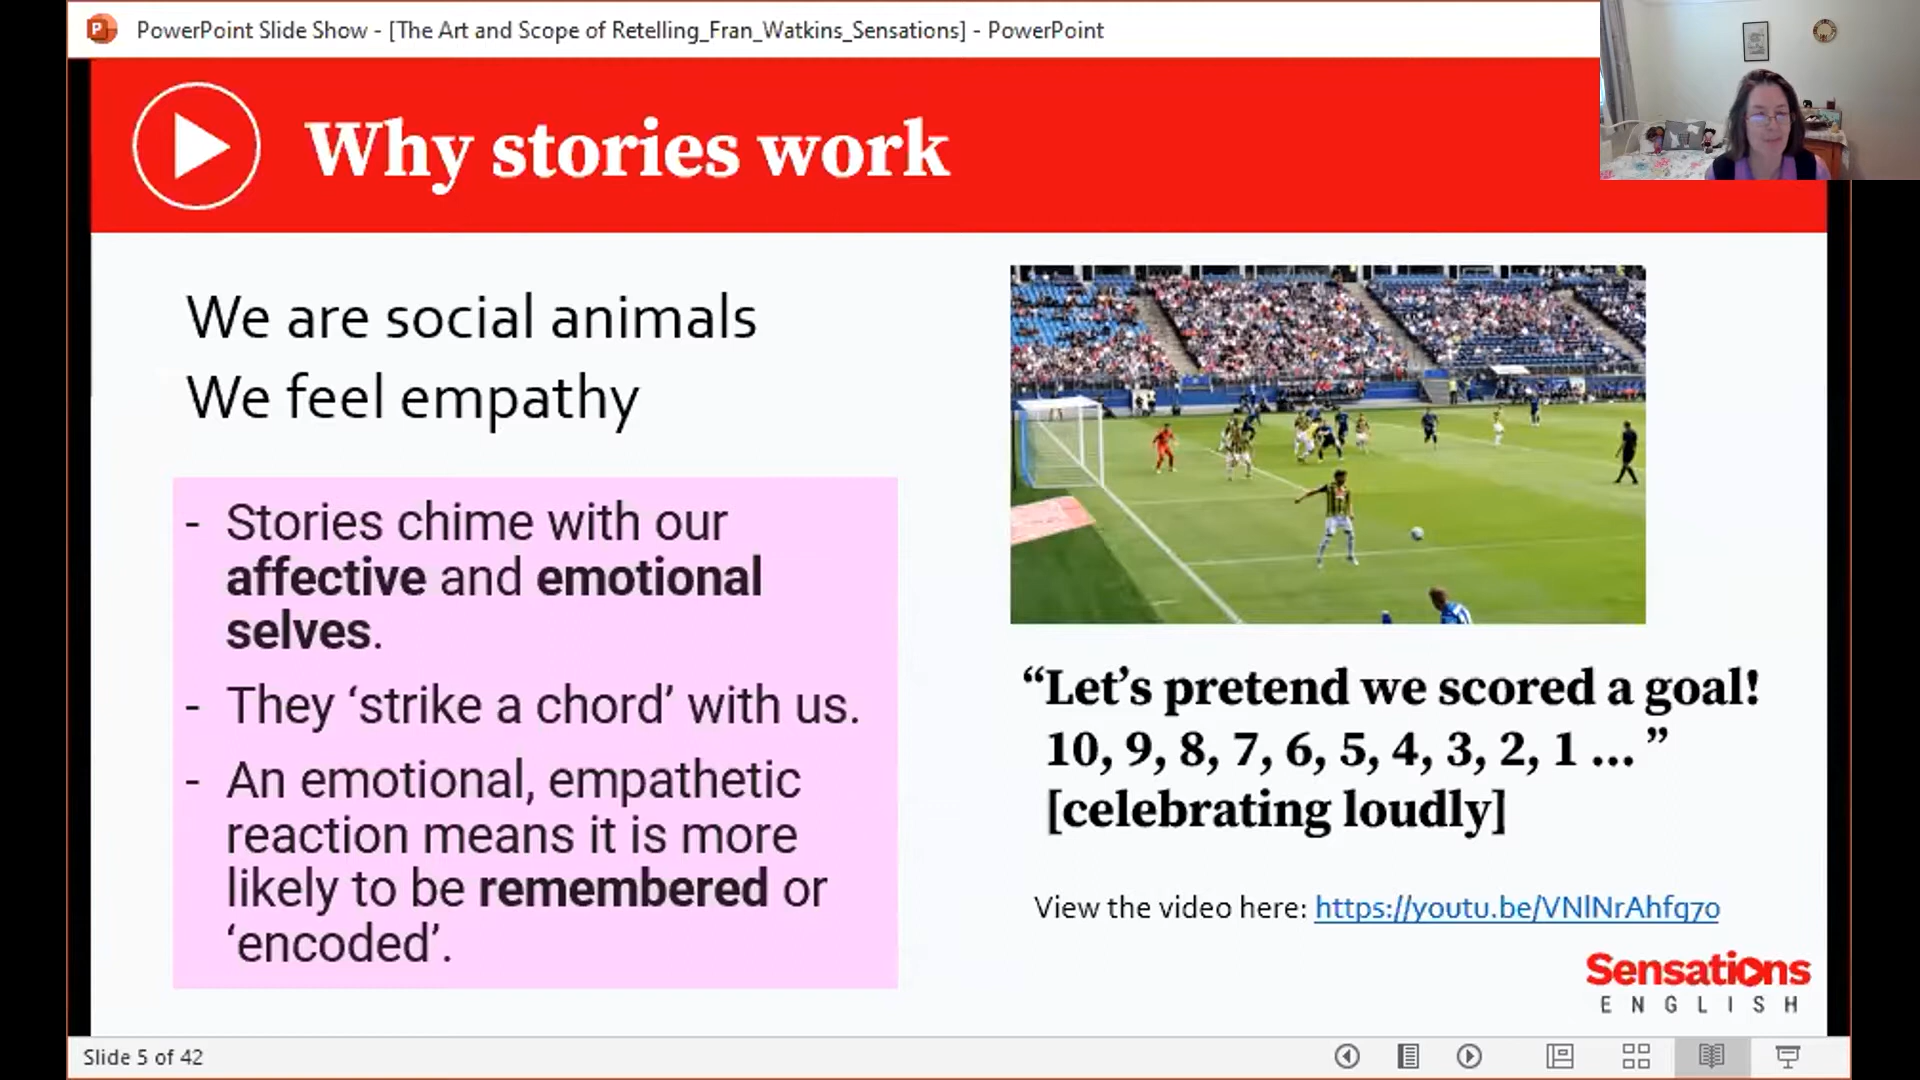 PowerPoint Slide Show - [The Art and Scope of Retelling_Fran_Watkins_Sensations] - PowerPoint
Why stories work
We are social animals
We feel empathy
- Stories chime with our
affective and emotional
selves.
- They ‘strike a chord’ with us.
- An emotional, empathetic
reaction means it is more
likely to be remembered or
‘encoded’.
“Let’s pretend we scored a goal!
10, 9, 8, 7, 6, 5, 4, 3, 2, 1 ... ”
[celebrating loudly]
View the video here: https://youtu.be/VNlNrAhfq7o
Sensations
ENGLISH
Slide 5 of 42